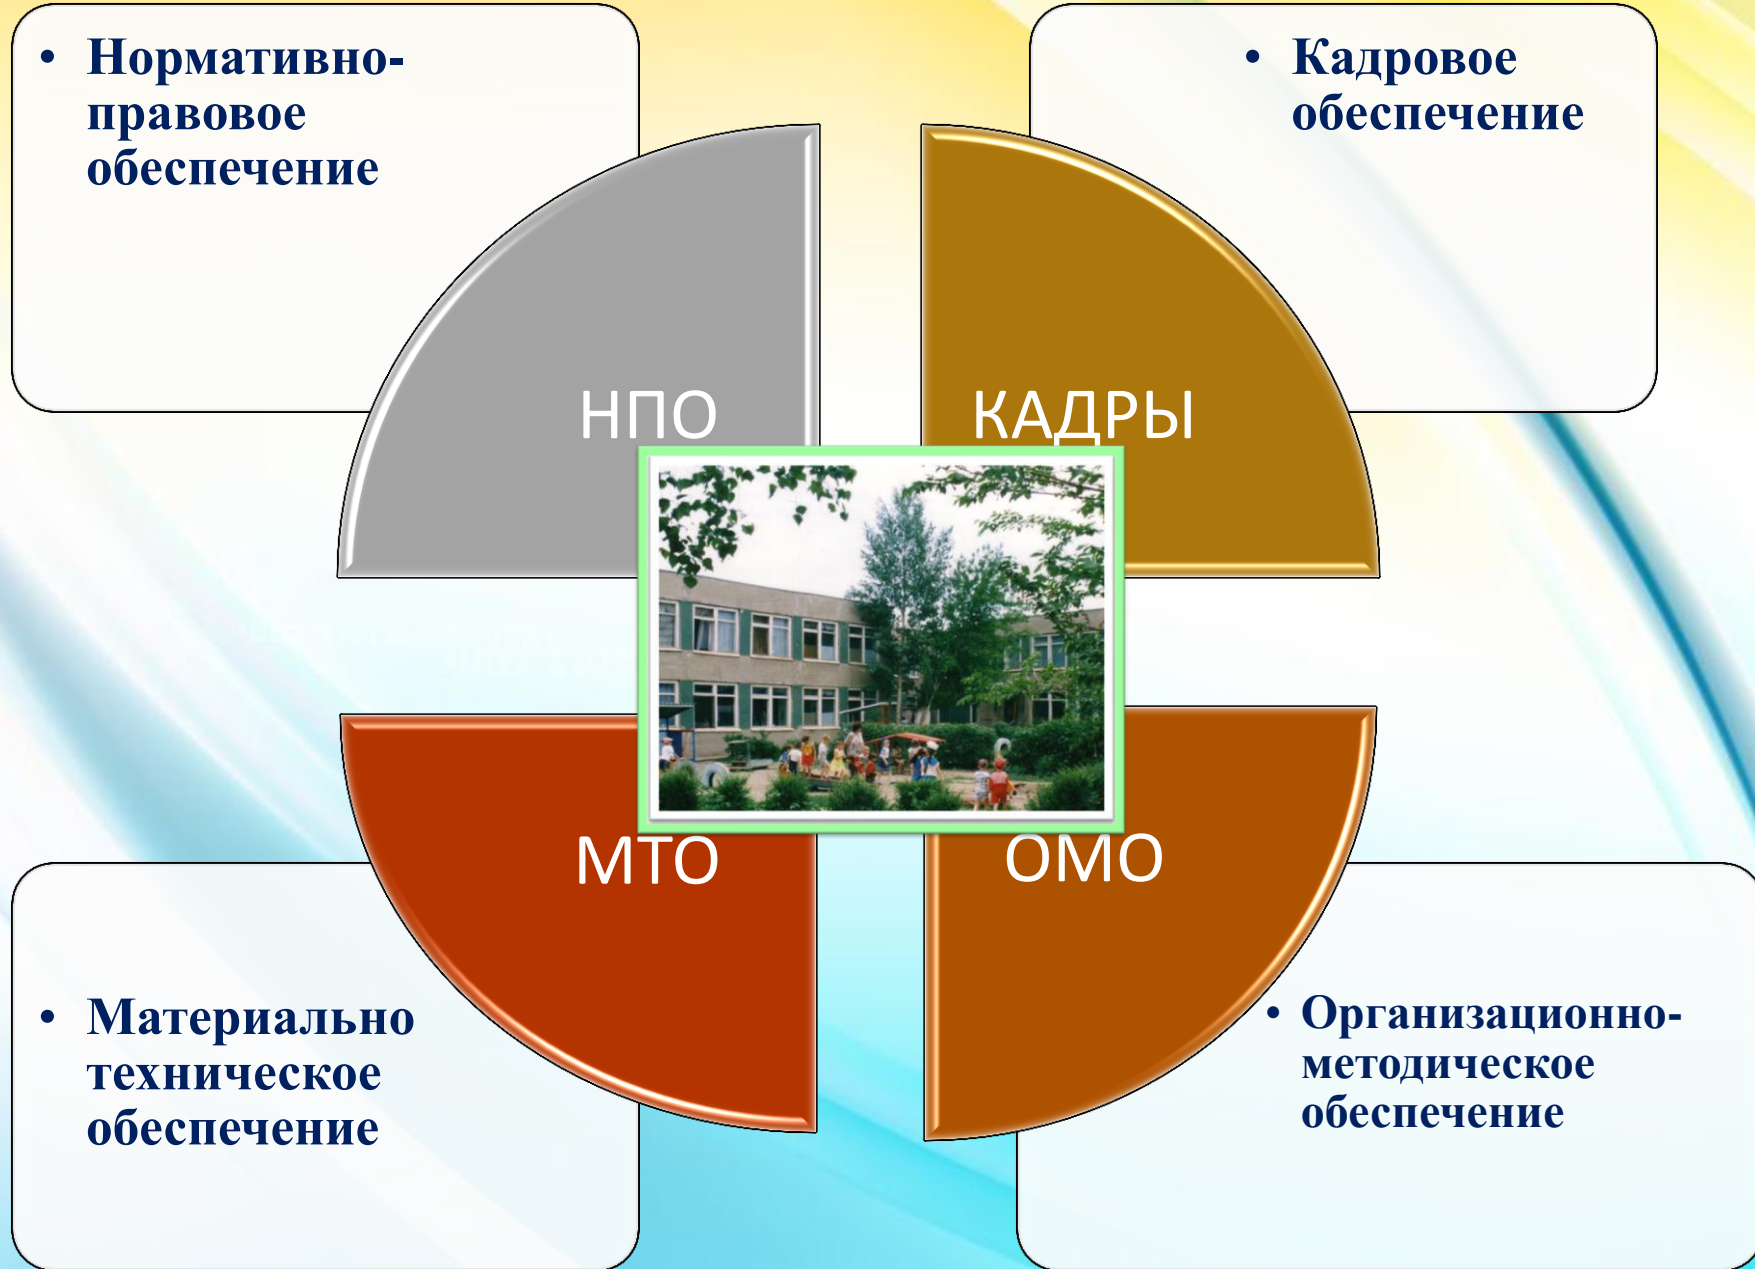 • Нормативно-
правовое
обеспечение
• Кадровое
обеспечение
НПО
КАДРЫ
МТО
ОМО
• Материально
техническое
обеспечение
• Организационно-
методическое
обеспечение